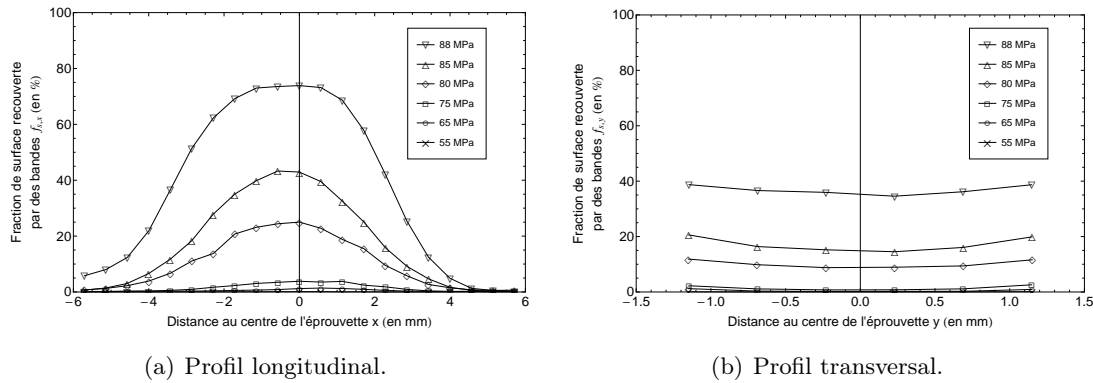 Fraction de surface recouverte
par des bandes f_{s,x} (en %)
100
80
60
40
20
0
−6
−4
−2
0
2
4
6
Distance au centre de l'éprouvette x (en mm)
88 MPa
85 MPa
80 MPa
75 MPa
65 MPa
55 MPa
(a) Profil longitudinal.
Fraction de surface recouverte
par des bandes f_{s,y} (en %)
100
80
60
40
20
0
−1.5
−1.0
−0.5
0.0
0.5
1.0
1.5
Distance au centre de l'éprouvette y (en mm)
88 MPa
85 MPa
80 MPa
75 MPa
65 MPa
55 MPa
(b) Profil transversal.